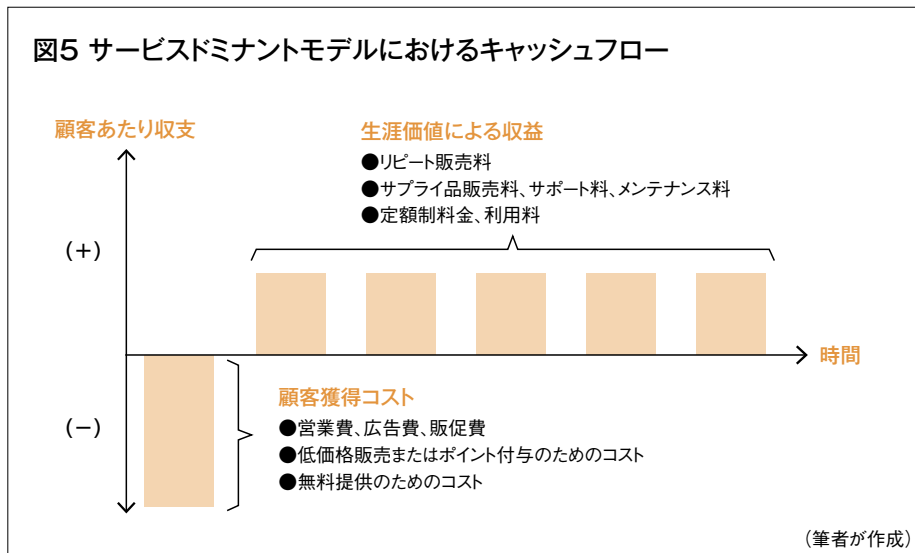 図5 サービスドミナントモデルにおけるキャッシュフロー
顧客あたり収支
生涯価値による収益
●リピート販売料
●サプライ品販売料、サポート料、メンテナンス料
●定額制料金、利用料
(+)
時間
顧客獲得コスト
(−)
●営業費、広告費、販促費
●低価格販売またはポイント付与のためのコスト
●無料提供のためのコスト
(筆者が作成)